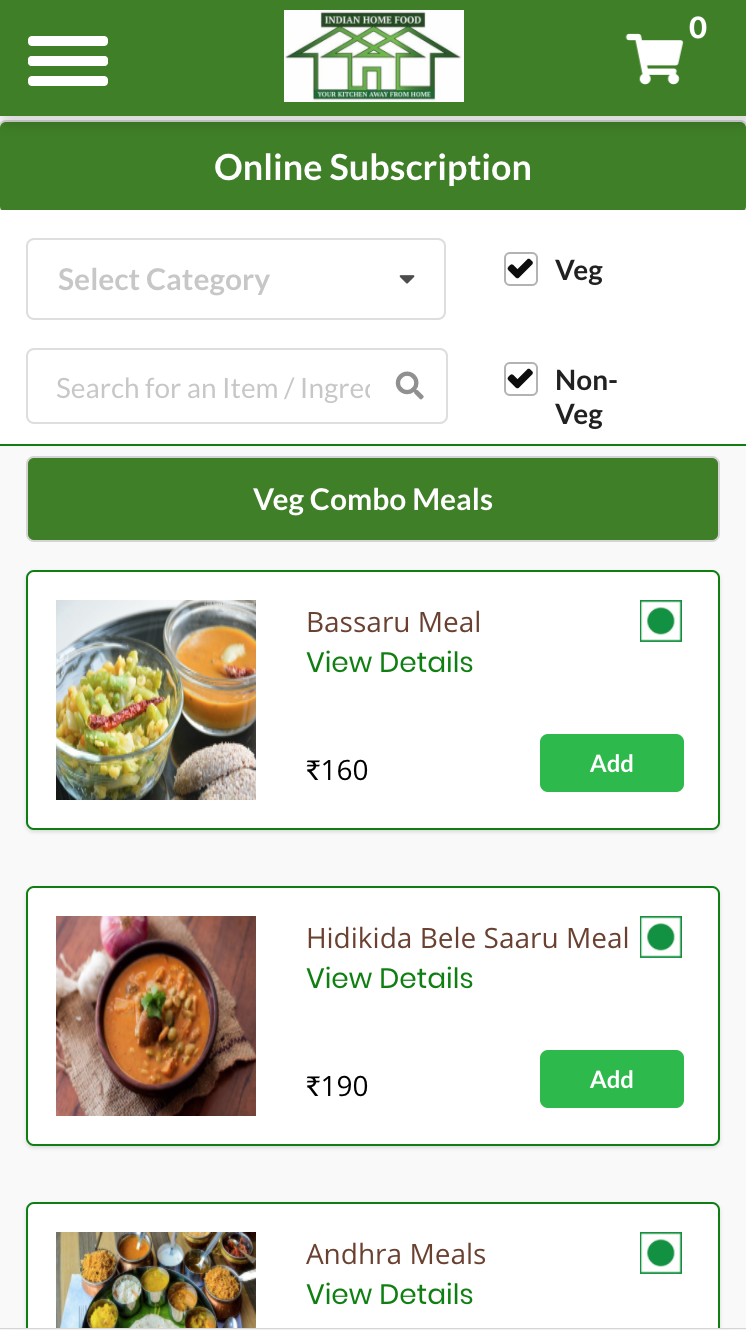 INDIAN HOME FOOD
YOUR KITCHEN AWAY FROM HOME
0
Online Subscription
Select Category
Veg
Search for an Item / Ingred
Non-
Veg
Veg Combo Meals
Bassaru Meal
View Details
₹160
Add
Hidikida Bele Saaru Meal
View Details
₹190
Add
Andhra Meals
View Details